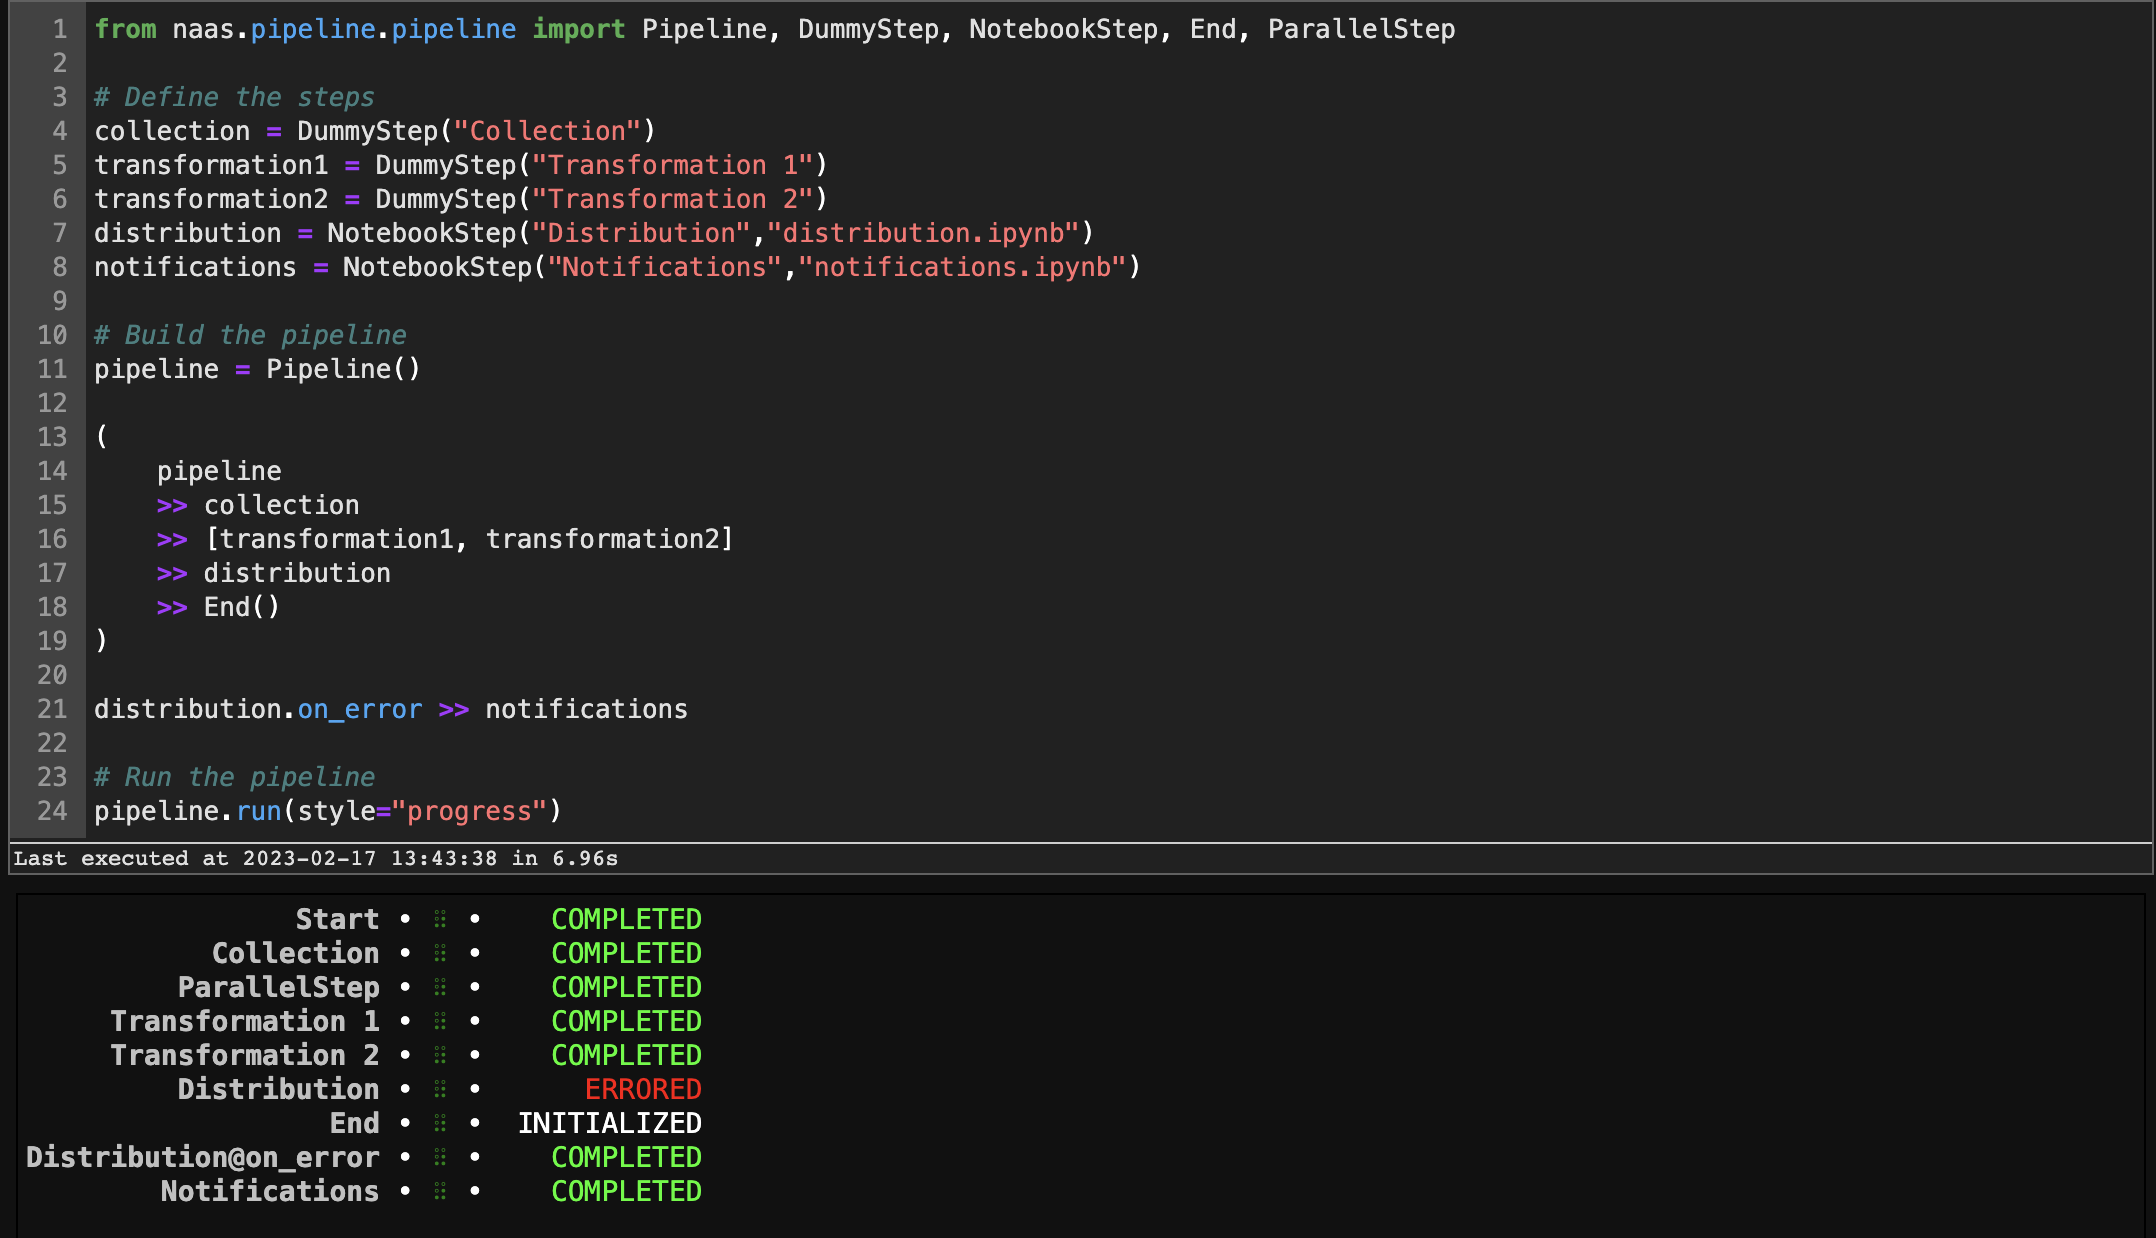 1 from naas.pipeline.pipeline import Pipeline, DummyStep, NotebookStep, End, ParallelStep
2
3 # Define the steps
4 collection = DummyStep("Collection")
5 transformation1 = DummyStep("Transformation 1")
6 transformation2 = DummyStep("Transformation 2")
7 distribution = NotebookStep("Distribution","distribution.ipynb")
8 notifications = NotebookStep("Notifications","notifications.ipynb")
9
10 # Build the pipeline
11 pipeline = Pipeline()
12
13 (
14     pipeline
15     >> collection
16     >> [transformation1, transformation2]
17     >> distribution
18     >> End()
19 )
20
21 distribution.on_error >> notifications
22
23 # Run the pipeline
24 pipeline.run(style="progress")
Last executed at 2023-02-17 13:43:38 in 6.96s
Start • ⠿ • COMPLETED
Collection • ⠿ • COMPLETED
ParallelStep • ⠿ • COMPLETED
Transformation 1 • ⠿ • COMPLETED
Transformation 2 • ⠿ • COMPLETED
Distribution • ⠿ • ERRORED
End • ⠿ • INITIALIZED
Distribution@on_error • ⠿ • COMPLETED
Notifications • ⠿ • COMPLETED